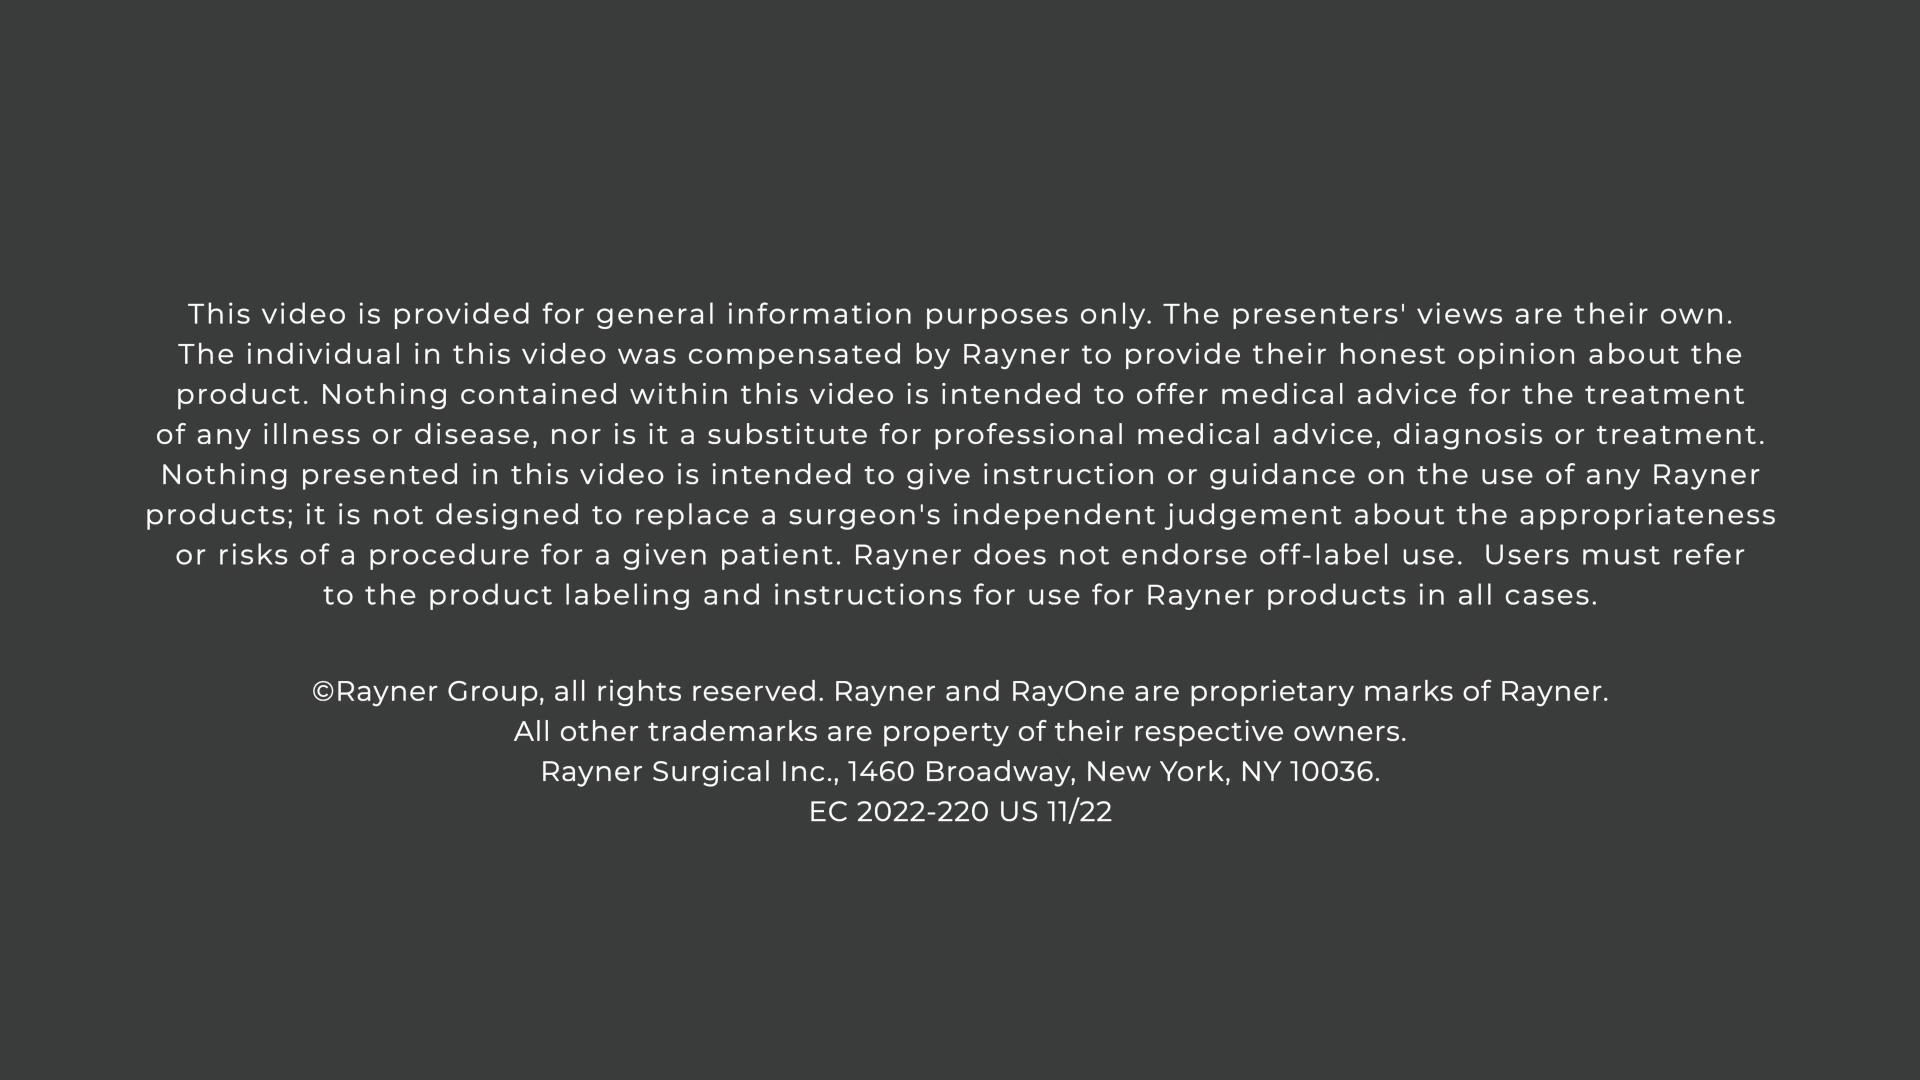 This video is provided for general information purposes only. The presenters' views are their own.
The individual in this video was compensated by Rayner to provide their honest opinion about the
product. Nothing contained within this video is intended to offer medical advice for the treatment
of any illness or disease, nor is it a substitute for professional medical advice, diagnosis or treatment.
Nothing presented in this video is intended to give instruction or guidance on the use of any Rayner
products; it is not designed to replace a surgeon's independent judgement about the appropriateness
or risks of a procedure for a given patient. Rayner does not endorse off-label use.  Users must refer
to the product labeling and instructions for use for Rayner products in all cases.
©Rayner Group, all rights reserved. Rayner and RayOne are proprietary marks of Rayner.
All other trademarks are property of their respective owners.
Rayner Surgical Inc., 1460 Broadway, New York, NY 10036.
EC 2022-220 US 11/22